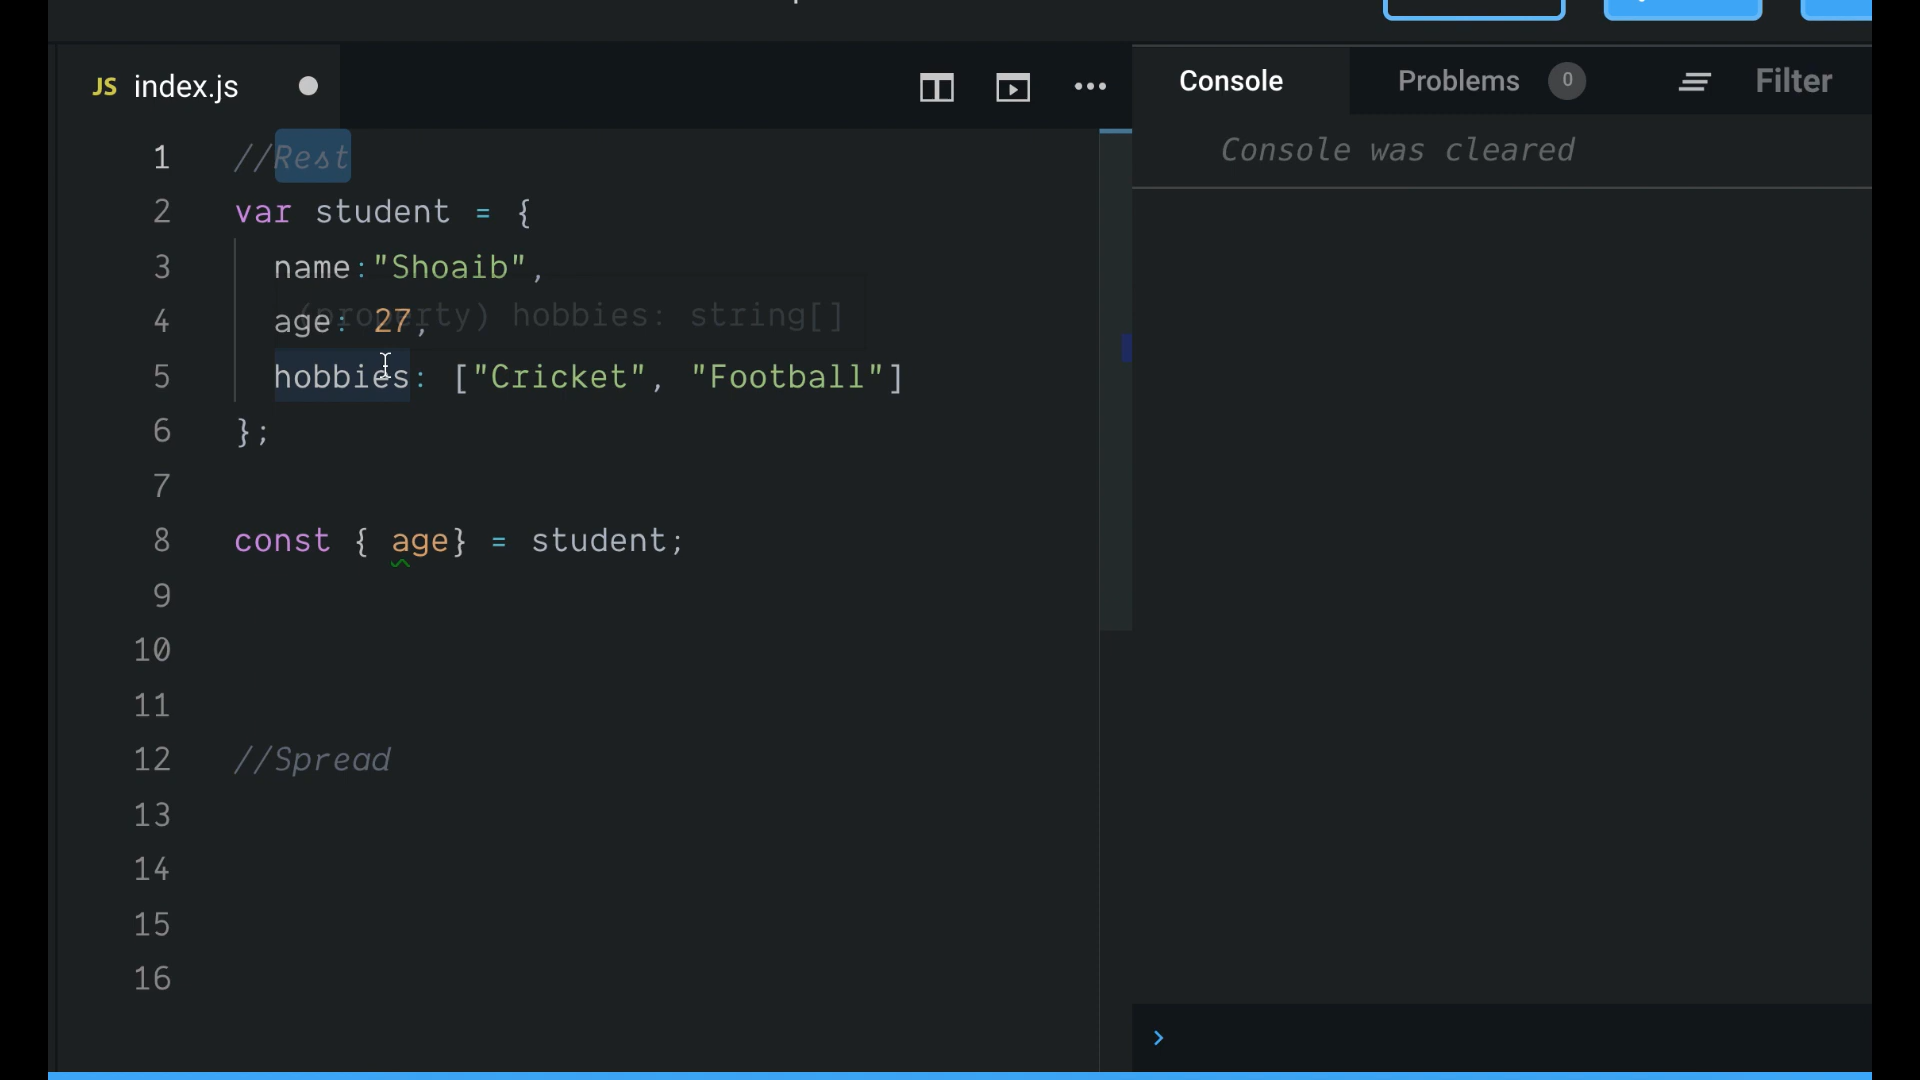 JS index.js
Console
Problems 0
Filter
Console was cleared
1 //Rest
2 var student = {
3 name:"Shoaib",
(property) hobbies: string[]
4 age: 27,
5 hobbies: ["Cricket", "Football"]
6 };
7
8 const { age} = student;
9
10
11
12 //Spread
13
14
15
16